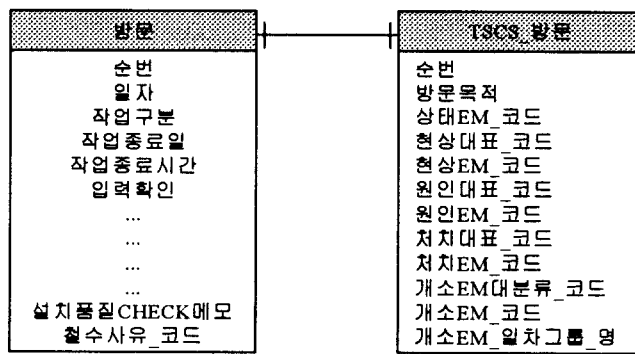 방문
순번
일자
작업구분
작업종료일
작업종료시간
입력확인
...
...
...
...
설치품질CHECK메모
철수사유_코드
TSCS_방문
순번
방문목적
상태EM_코드
현상대표_코드
현상EM_코드
원인대표_코드
원인EM_코드
처치대표_코드
처치EM_코드
개소EM대분류_코드
개소EM_코드
개소EM_일차그룹_명